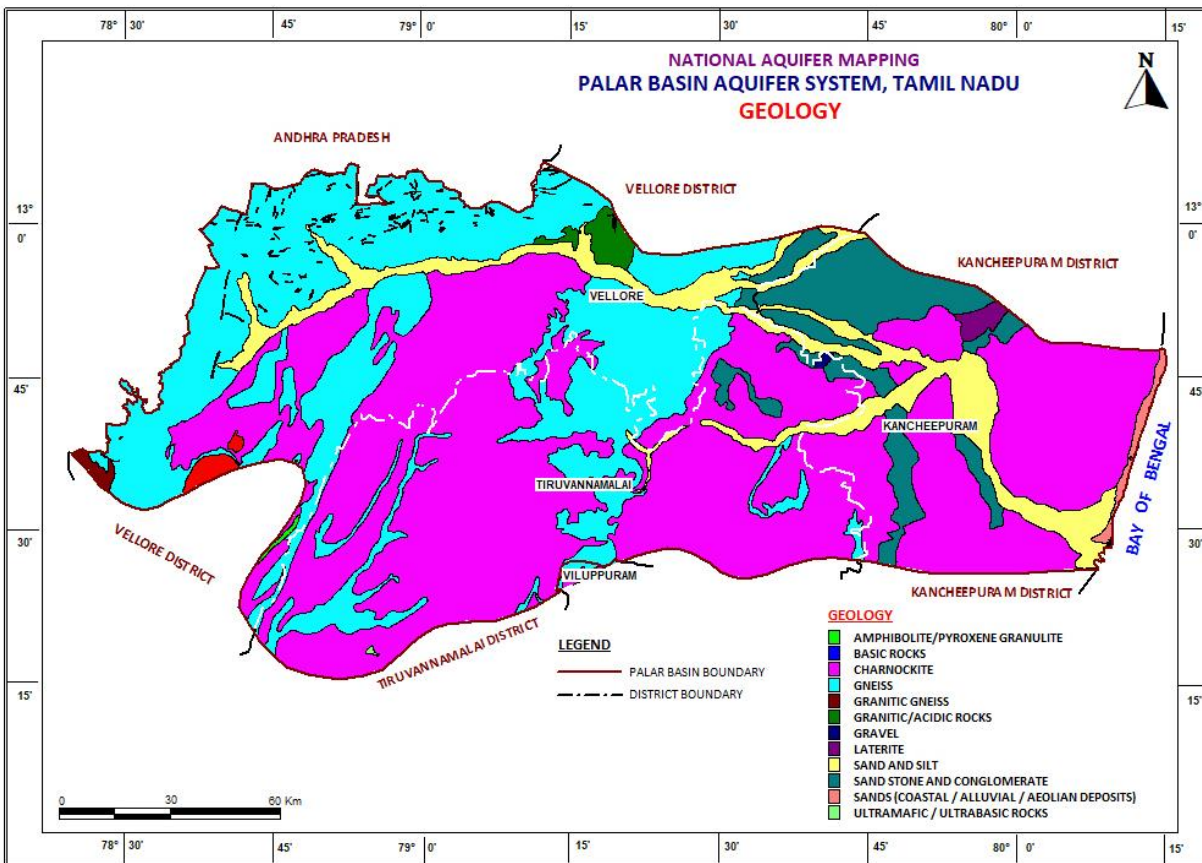 78° 30' 45' 79° 0' 15' 30' 45' 80° 0' 15'
NATIONAL AQUIFER MAPPING
PALAR BASIN AQUIFER SYSTEM, TAMIL NADU
GEOLOGY
N
ANDHRA PRADESH
VELLORE DISTRICT
13° 0'
13° 0'
KANCHEEPURAM DISTRICT
VELLORE
45'
45'
KANCHEEPURAM
TIRUVANNAMALAI
BAY OF BENGAL
30'
30'
VELLORE DISTRICT
VILUPPURAM
KANCHEEPURAM DISTRICT
TIRUVANNAMALAI DISTRICT
15'
15'
LEGEND
PALAR BASIN BOUNDARY
DISTRICT BOUNDARY
GEOLOGY
AMPHIBOLITE/PYROXENE GRANULITE
BASIC ROCKS
CHARNOCKITE
GNEISS
GRANITIC GNEISS
GRANITIC/ACIDIC ROCKS
GRAVEL
LATERITE
SAND AND SILT
SAND STONE AND CONGLOMERATE
SANDS (COASTAL / ALLUVIAL / AEOLIAN DEPOSITS)
ULTRAMAFIC / ULTRABASIC ROCKS
0 30 60 Km
78° 30' 45' 79° 0' 15' 30' 45' 80° 0' 15'